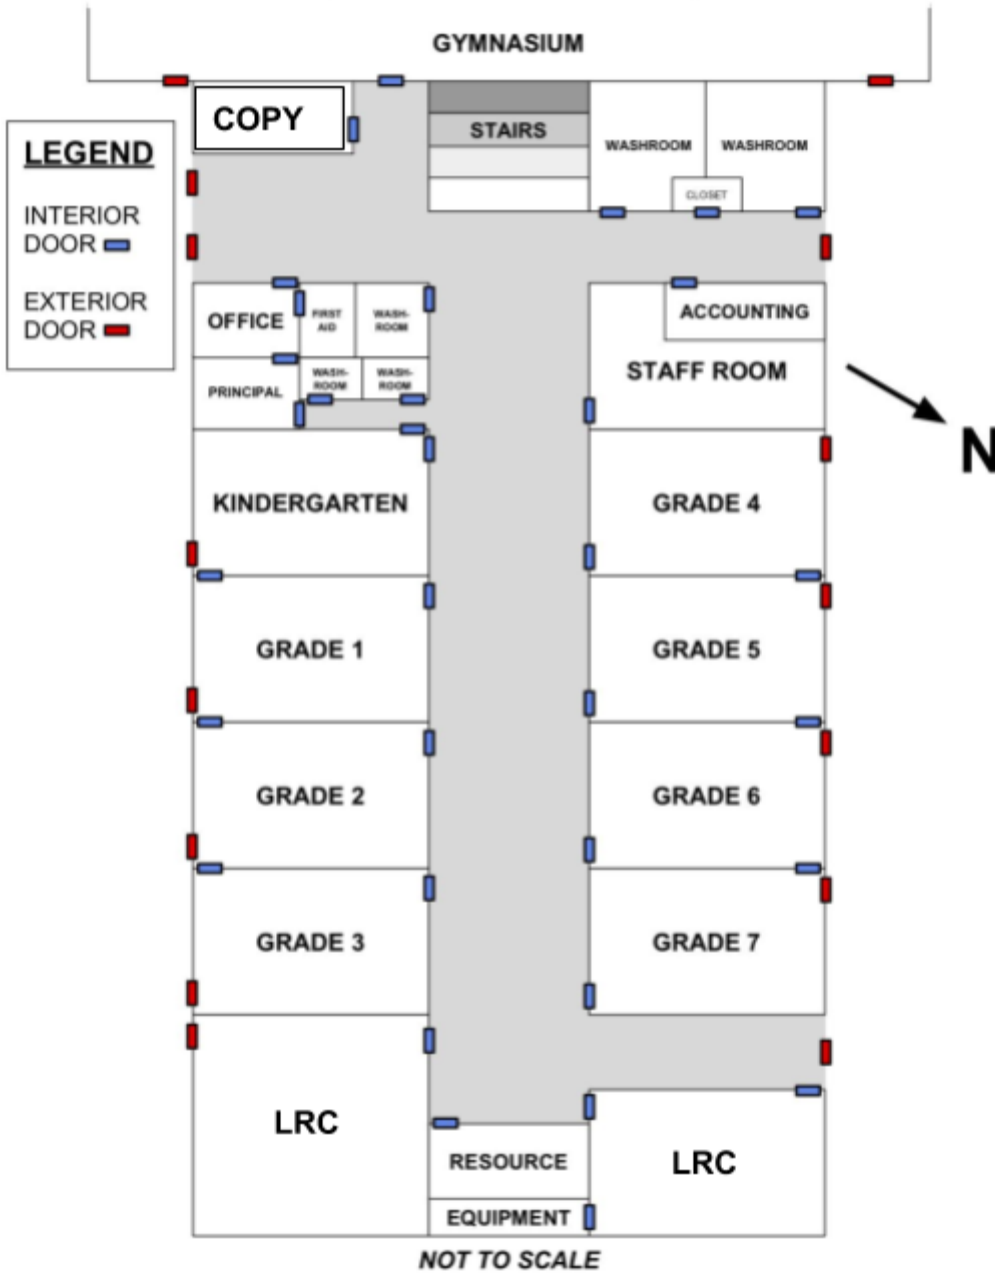 GYMNASIUM
COPY
STAIRS
WASHROOM
WASHROOM
CLOSET
LEGEND
INTERIOR
DOOR
EXTERIOR
DOOR
OFFICE
FIRST
AID
WASH-
ROOM
ACCOUNTING
PRINCIPAL
WASH-
ROOM
WASH-
ROOM
STAFF ROOM
N
KINDERGARTEN
GRADE 4
GRADE 1
GRADE 5
GRADE 2
GRADE 6
GRADE 3
GRADE 7
LRC
RESOURCE
LRC
EQUIPMENT
NOT TO SCALE